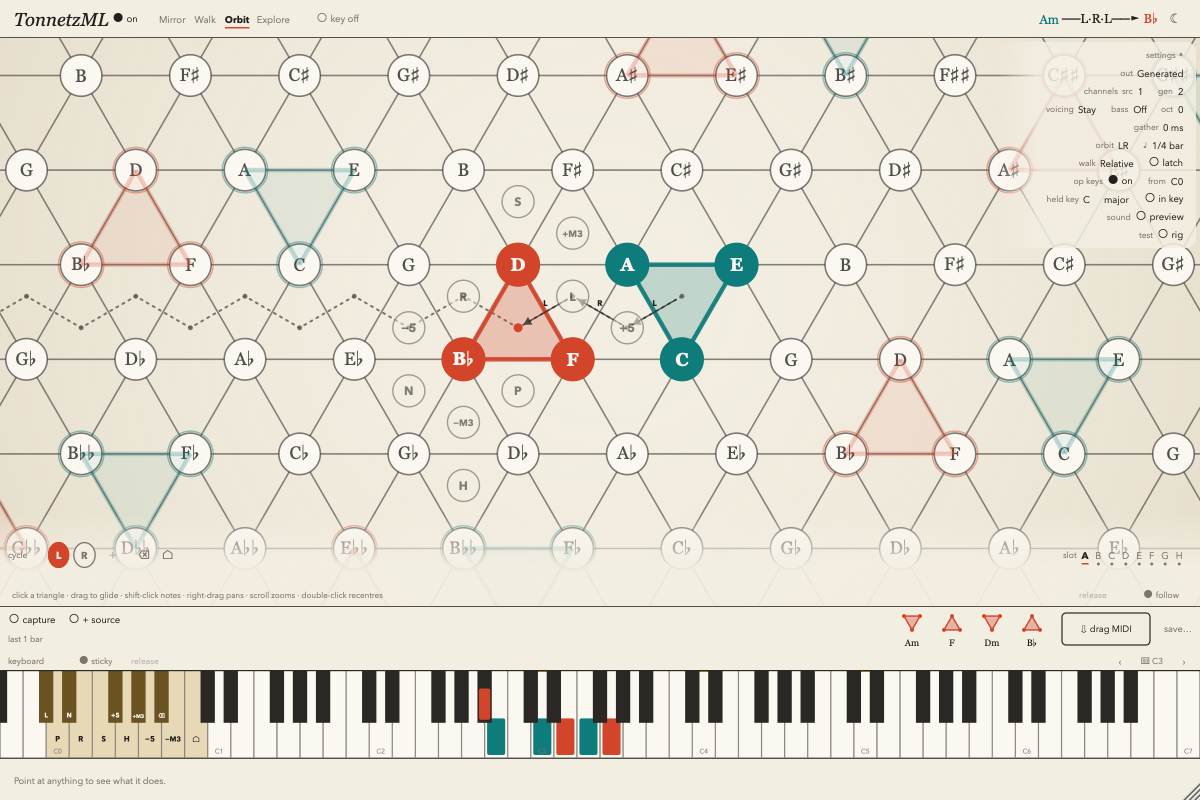 TonnetzML on Mirror Walk Orbit Explore key off Am L·R·L B♭
B F♯ C♯ G♯ D♯ A♯ E♯ B♯ F♯♯ C♯♯
settings
out Generated
channels src 1 gen 2
voicing Stay bass Off oct 0
gather 0 ms
orbit LR ♩ 1/4 bar
walk Relative latch
op keys on from C0
held key C major in key
sound preview
test rig
G D A E B F♯ C♯ G♯ D♯ A♯
S
+M3
B♭ F C G D A E B F♯ C♯ G♯
R L
L R L
−5 +5
G♭ D♭ A♭ E♭ B♭ F C G D A E
N P
−M3
B♭♭ F♭ C♭ G♭ D♭ A♭ E♭ B♭ F C G
H
G♭♭ D♭♭ A♭♭ E♭♭ B♭♭ F♭ C♭ G♭ D♭ A♭ E♭
cycle L R + slot A B C D E F G H
click a triangle · drag to glide · shift-click notes · right-drag pans · scroll zooms · double-click recentres release follow
capture + source
last 1 bar
Am F Dm B♭ drag MIDI save...
keyboard sticky release ‹ C3 ›
L N +5 +M3
P R S H −5 −M3
C0 C1 C2 C4 C5 C6 C7
Point at anything to see what it does.